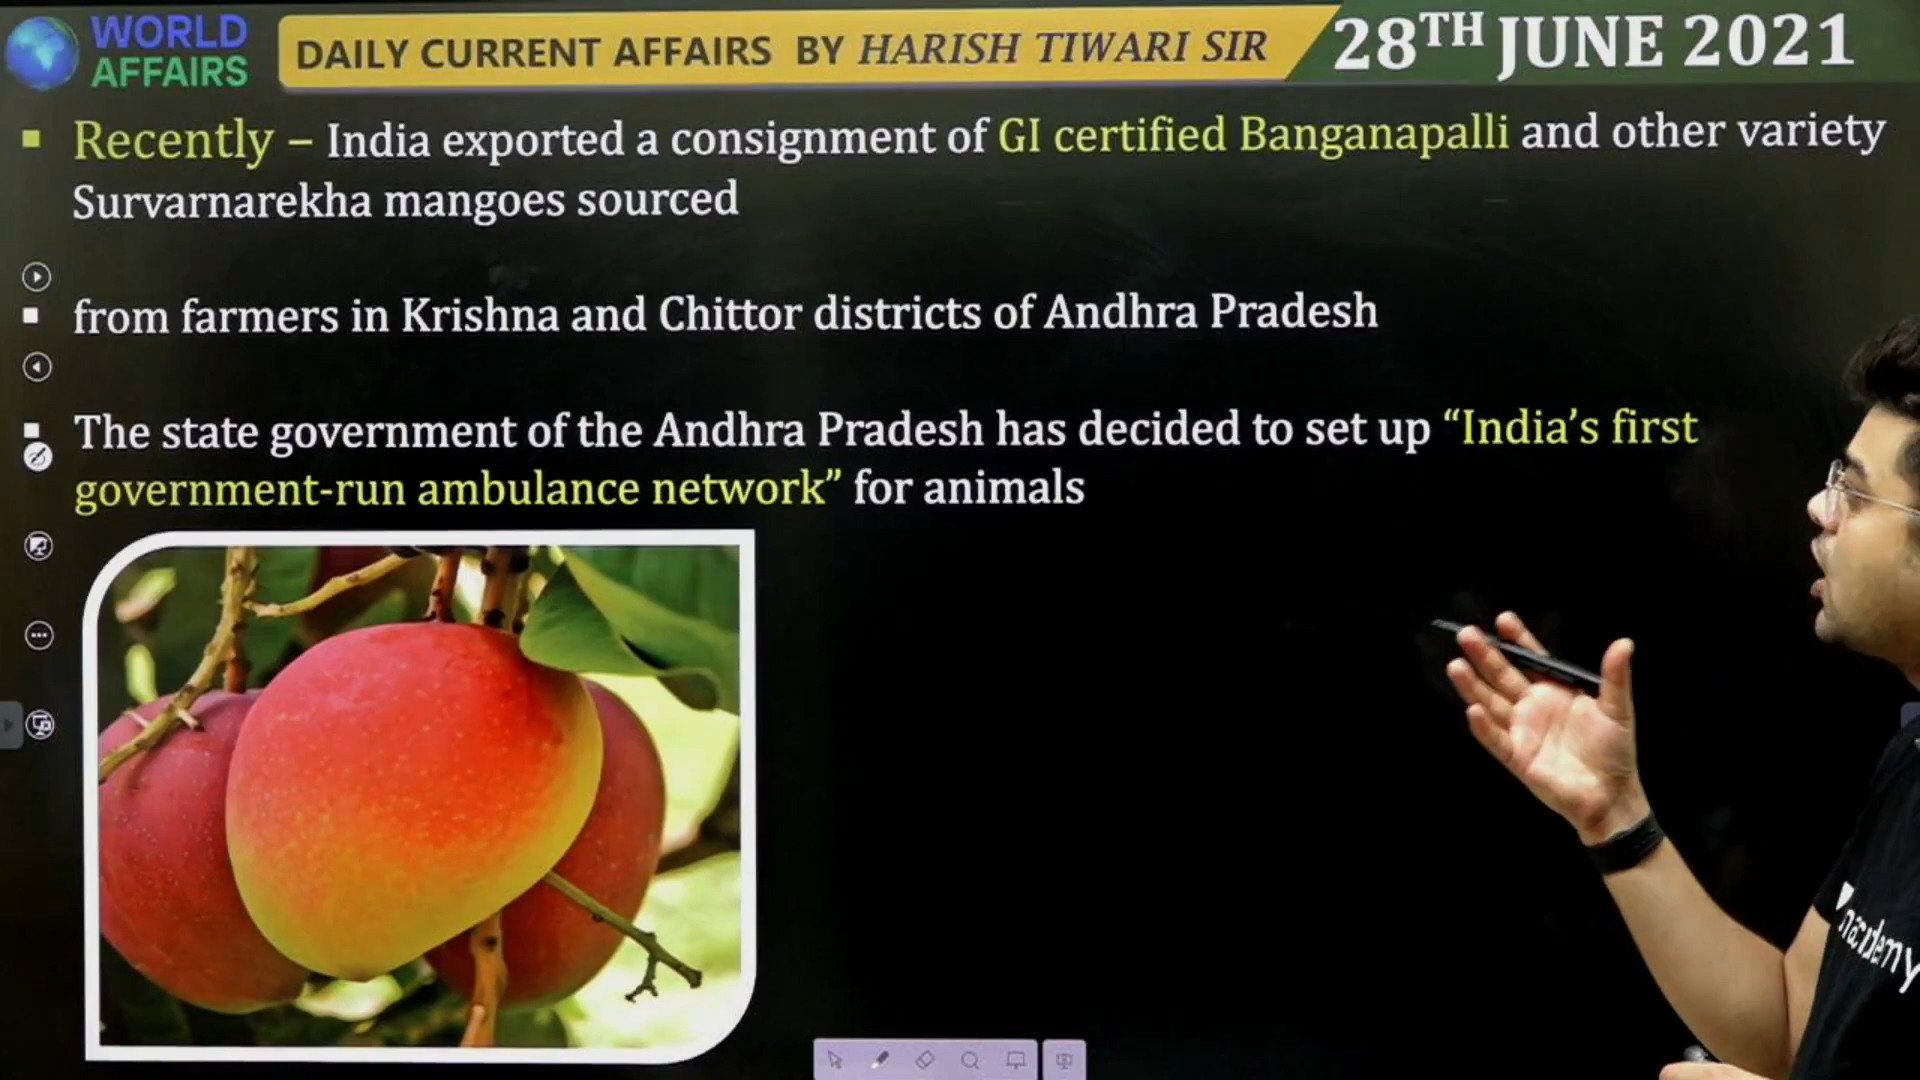 WORLD
AFFAIRS
DAILY CURRENT AFFAIRS BY HARISH TIWARI SIR
28TH JUNE 2021
Recently – India exported a consignment of GI certified Banganapalli and other variety
Survarnarekha mangoes sourced
from farmers in Krishna and Chittor districts of Andhra Pradesh
The state government of the Andhra Pradesh has decided to set up “India’s first
government-run ambulance network” for animals
unacademy